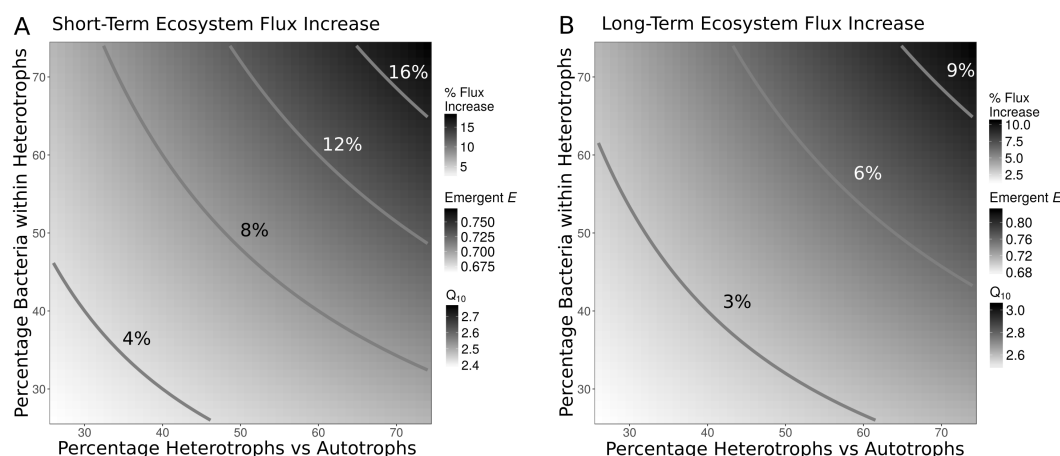 A Short-Term Ecosystem Flux Increase
Percentage Bacteria within Heterotrophs
70
60
50
40
30
16%
12%
8%
4%
30 40 50 60 70
Percentage Heterotrophs vs Autotrophs
% Flux
Increase
15
10
5
Emergent E
0.750
0.725
0.700
0.675
Q10
2.7
2.6
2.5
2.4
B Long-Term Ecosystem Flux Increase
Percentage Bacteria within Heterotrophs
70
60
50
40
30
9%
6%
3%
30 40 50 60 70
Percentage Heterotrophs vs Autotrophs
% Flux
Increase
10.0
7.5
5.0
2.5
Emergent E
0.80
0.76
0.72
0.68
Q10
3.0
2.8
2.6